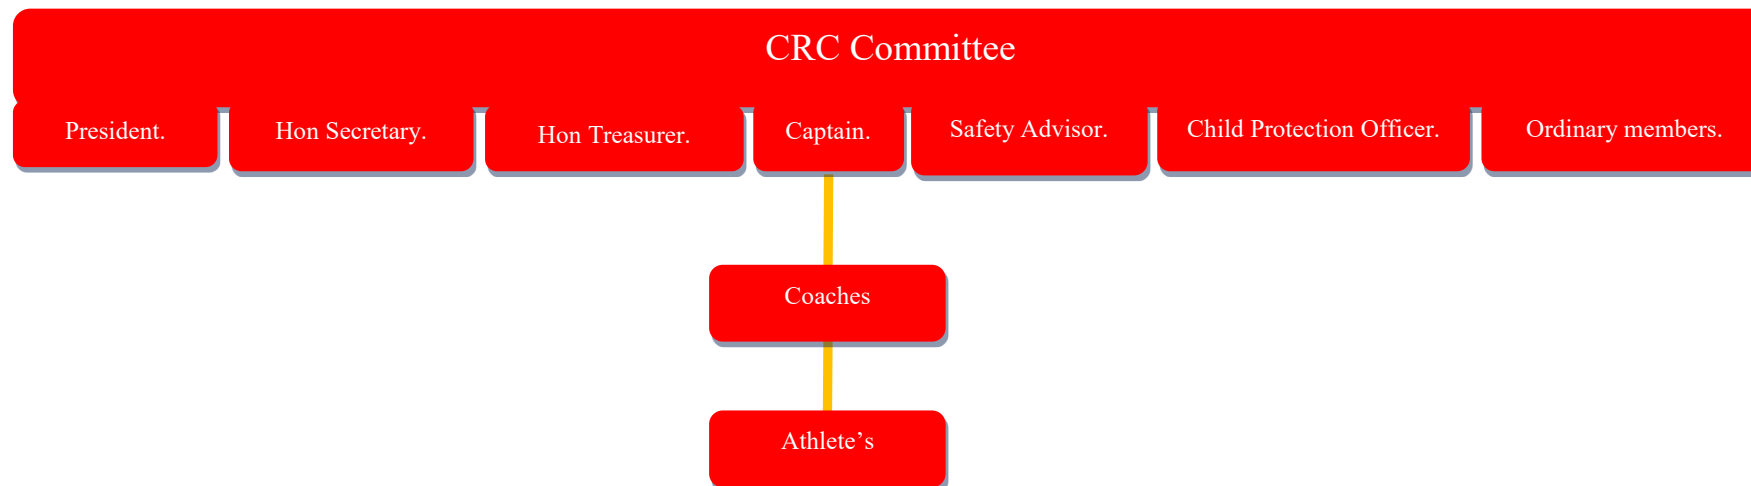 CRC Committee
President.
Hon Secretary.
Hon Treasurer.
Captain.
Safety Advisor.
Child Protection Officer.
Ordinary members.
Coaches
Athlete’s